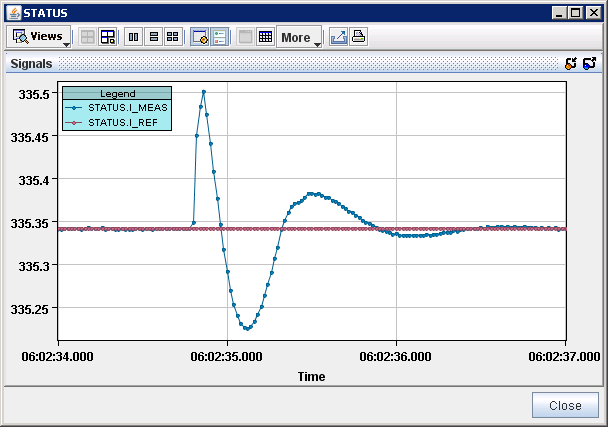 STATUS
Views
More
Signals
Legend
STATUS.I_MEAS
STATUS.I_REF
335.5
335.45
335.4
335.35
335.3
335.25
06:02:34.000 06:02:35.000 06:02:36.000 06:02:37.000
Time
Close